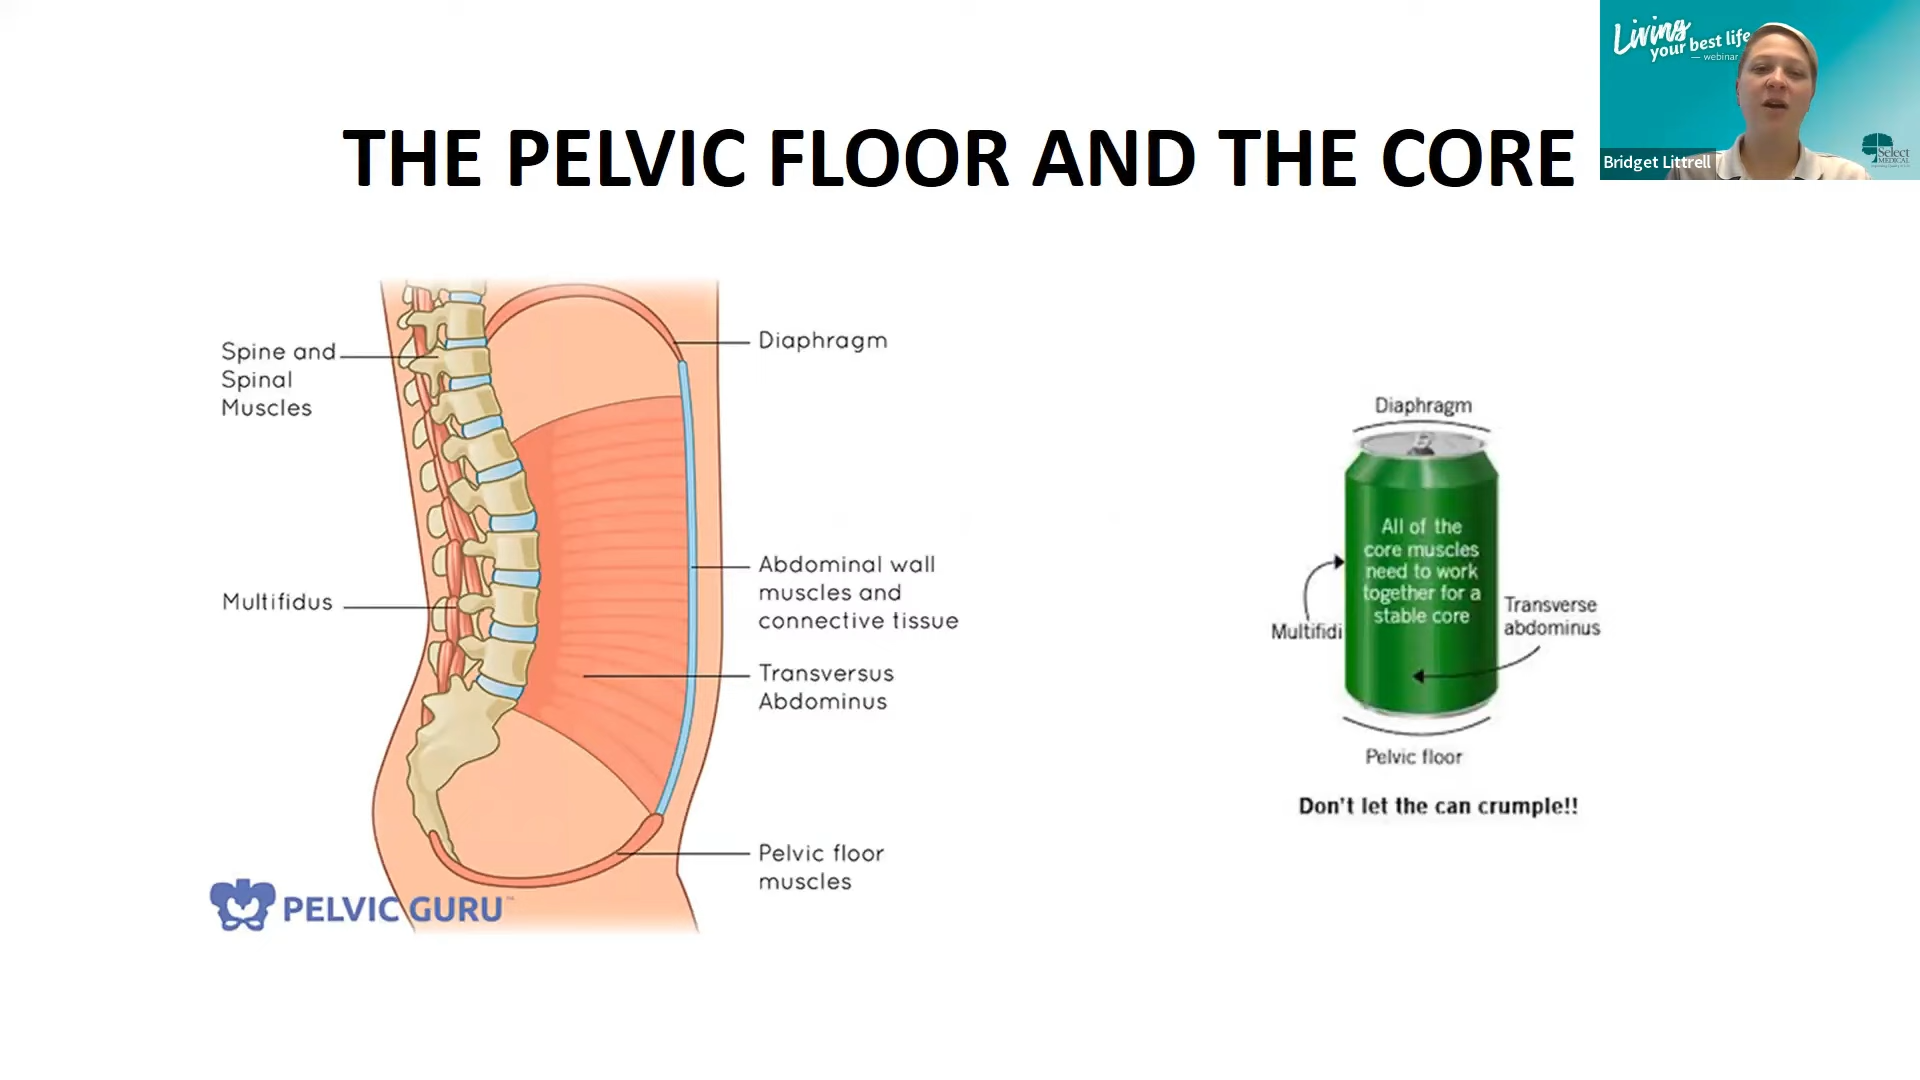 Living
your best life
— webinar
Select
MEDICAL
Bridget Littrell
THE PELVIC FLOOR AND THE CORE
Spine and
Spinal
Muscles
Multifidus
Diaphragm
Abdominal wall
muscles and
connective tissue
Transversus
Abdominus
Pelvic floor
muscles
PELVIC GURU™
Diaphragm
All of the
core muscles
need to work
together for a
stable core
Multifidi
Transverse
abdominus
Pelvic floor
Don't let the can crumple!!